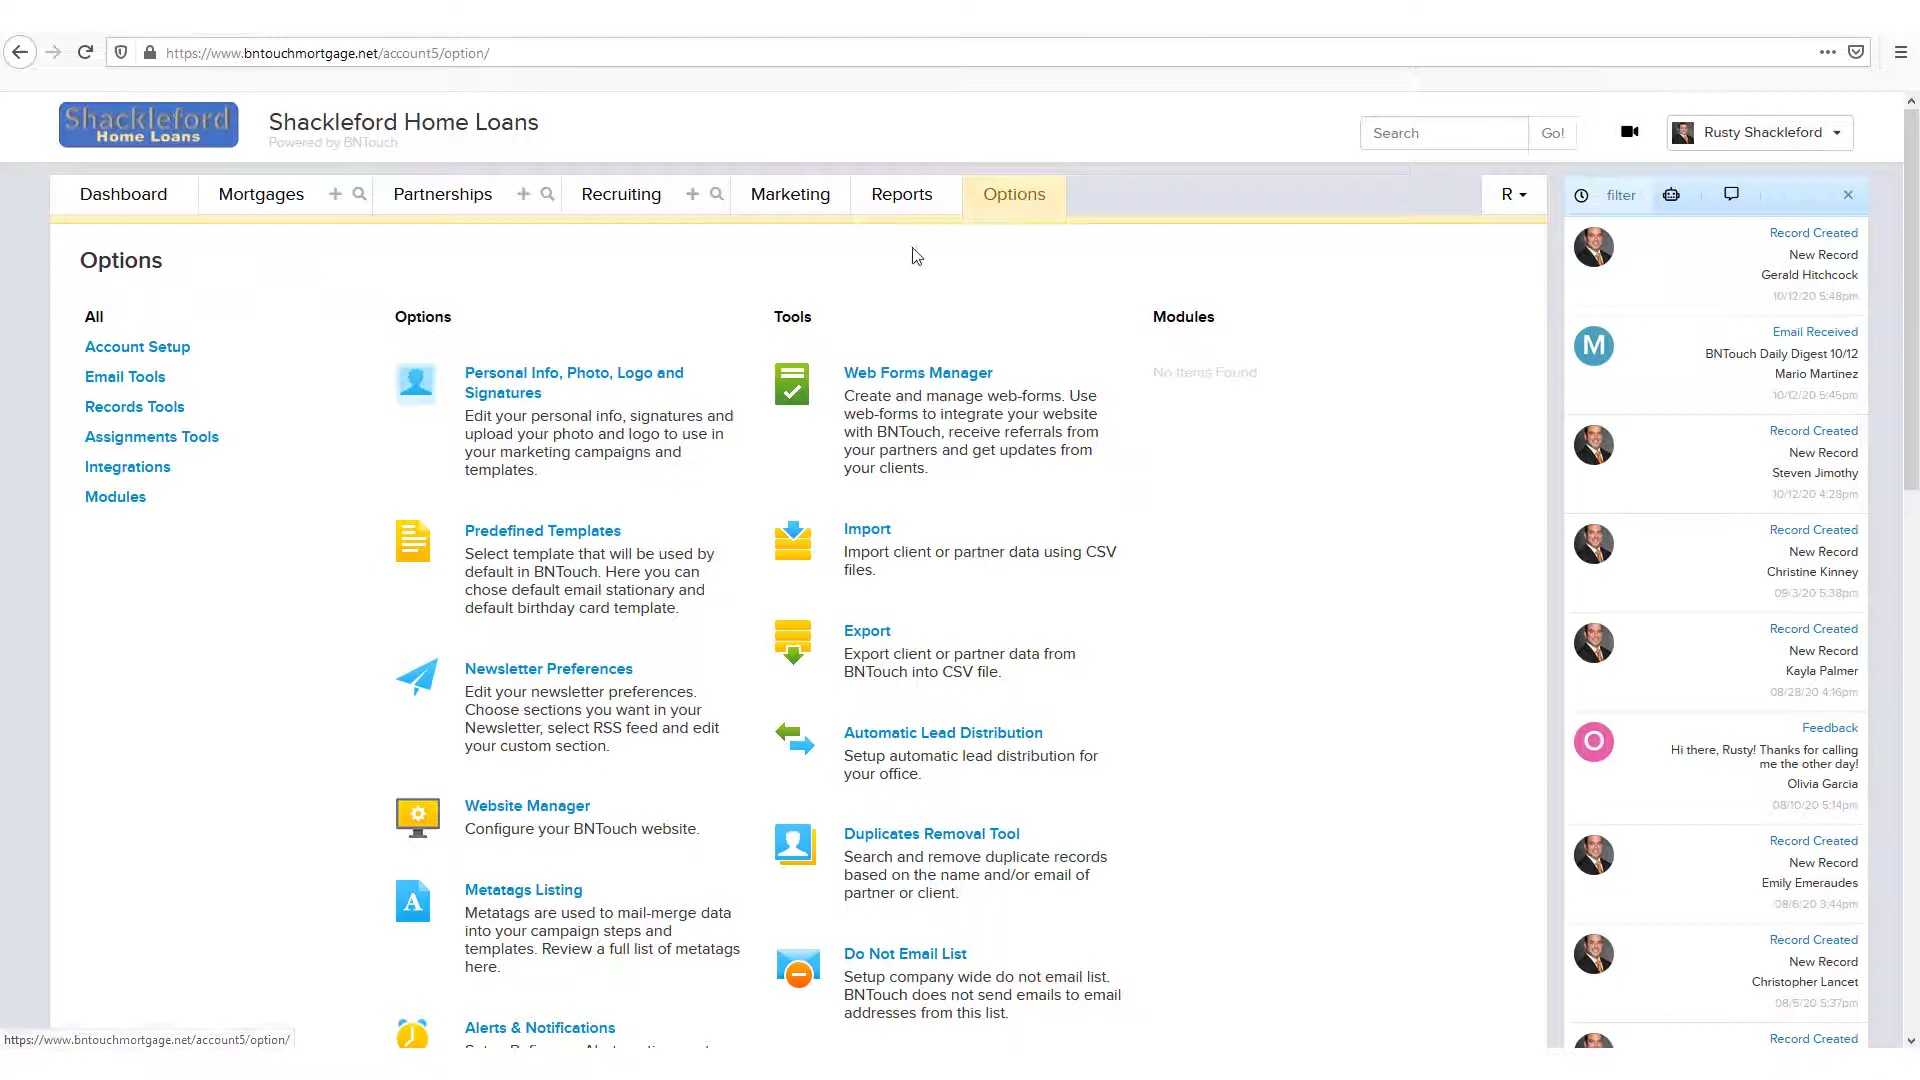 https://www.bntouchmortgage.net/account5/option/
Shackleford
Home Loans
Shackleford Home Loans
Powered by BNTouch
Search
Go!
Rusty Shackleford
Dashboard
Mortgages
Partnerships
Recruiting
Marketing
Reports
Options
R
filter
Options
All
Account Setup
Email Tools
Records Tools
Assignments Tools
Integrations
Modules
Options
Personal Info, Photo, Logo and
Signatures
Edit your personal info, signatures and
upload your photo and logo to use in
your marketing campaigns and
templates.
Predefined Templates
Select template that will be used by
default in BNTouch. Here you can
chose default email stationary and
default birthday card template.
Newsletter Preferences
Edit your newsletter preferences.
Choose sections you want in your
Newsletter, select RSS feed and edit
your custom section.
Website Manager
Configure your BNTouch website.
A
Metatags Listing
Metatags are used to mail-merge data
into your campaign steps and
templates. Review a full list of metatags
here.
Alerts & Notifications
Tools
Web Forms Manager
Create and manage web-forms. Use
web-forms to integrate your website
with BNTouch, receive referrals from
your partners and get updates from
your clients.
Import
Import client or partner data using CSV
files.
Export
Export client or partner data from
BNTouch into CSV file.
Automatic Lead Distribution
Setup automatic lead distribution for
your office.
Duplicates Removal Tool
Search and remove duplicate records
based on the name and/or email of
partner or client.
Do Not Email List
Setup company wide do not email list.
BNTouch does not send emails to email
addresses from this list.
Modules
No Items Found
Record Created
New Record
Gerald Hitchcock
10/12/20 5:48pm
M
Email Received
BNTouch Daily Digest 10/12
Mario Martinez
10/12/20 5:45pm
Record Created
New Record
Steven Jimothy
10/12/20 4:28pm
Record Created
New Record
Christine Kinney
09/3/20 5:38pm
Record Created
New Record
Kayla Palmer
08/28/20 4:16pm
O
Feedback
Hi there, Rusty! Thanks for calling
me the other day!
Olivia Garcia
08/10/20 5:14pm
Record Created
New Record
Emily Emeraudes
08/6/20 3:44pm
Record Created
New Record
Christopher Lancet
08/5/20 5:37pm
Record Created
https://www.bntouchmortgage.net/account5/option/